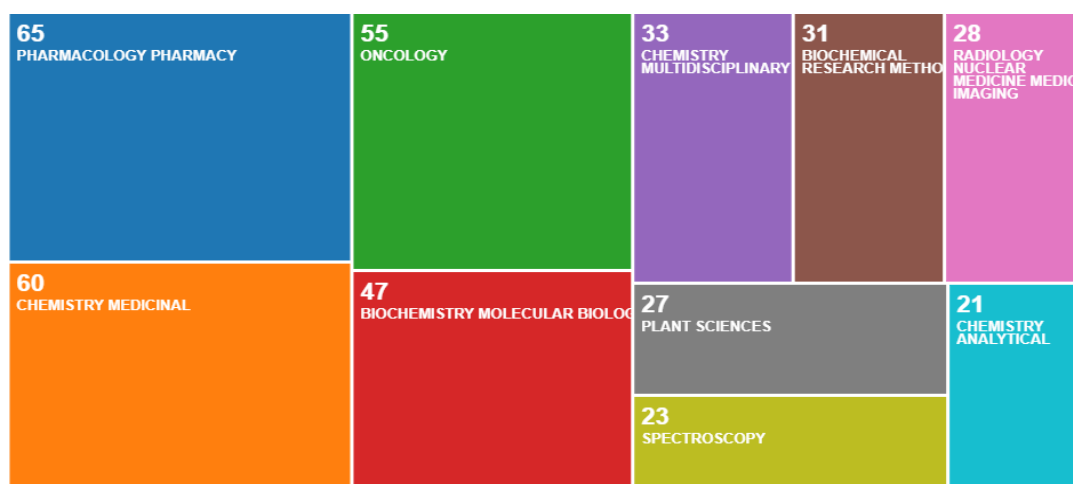 65
PHARMACOLOGY PHARMACY
55
ONCOLOGY
33
CHEMISTRY
MULTIDISCIPLINARY
31
BIOCHEMICAL
RESEARCH METHO
28
RADIOLOGY
NUCLEAR
MEDICINE MEDIC
IMAGING
60
CHEMISTRY MEDICINAL
47
BIOCHEMISTRY MOLECULAR BIOLOG
27
PLANT SCIENCES
21
CHEMISTRY
ANALYTICAL
23
SPECTROSCOPY